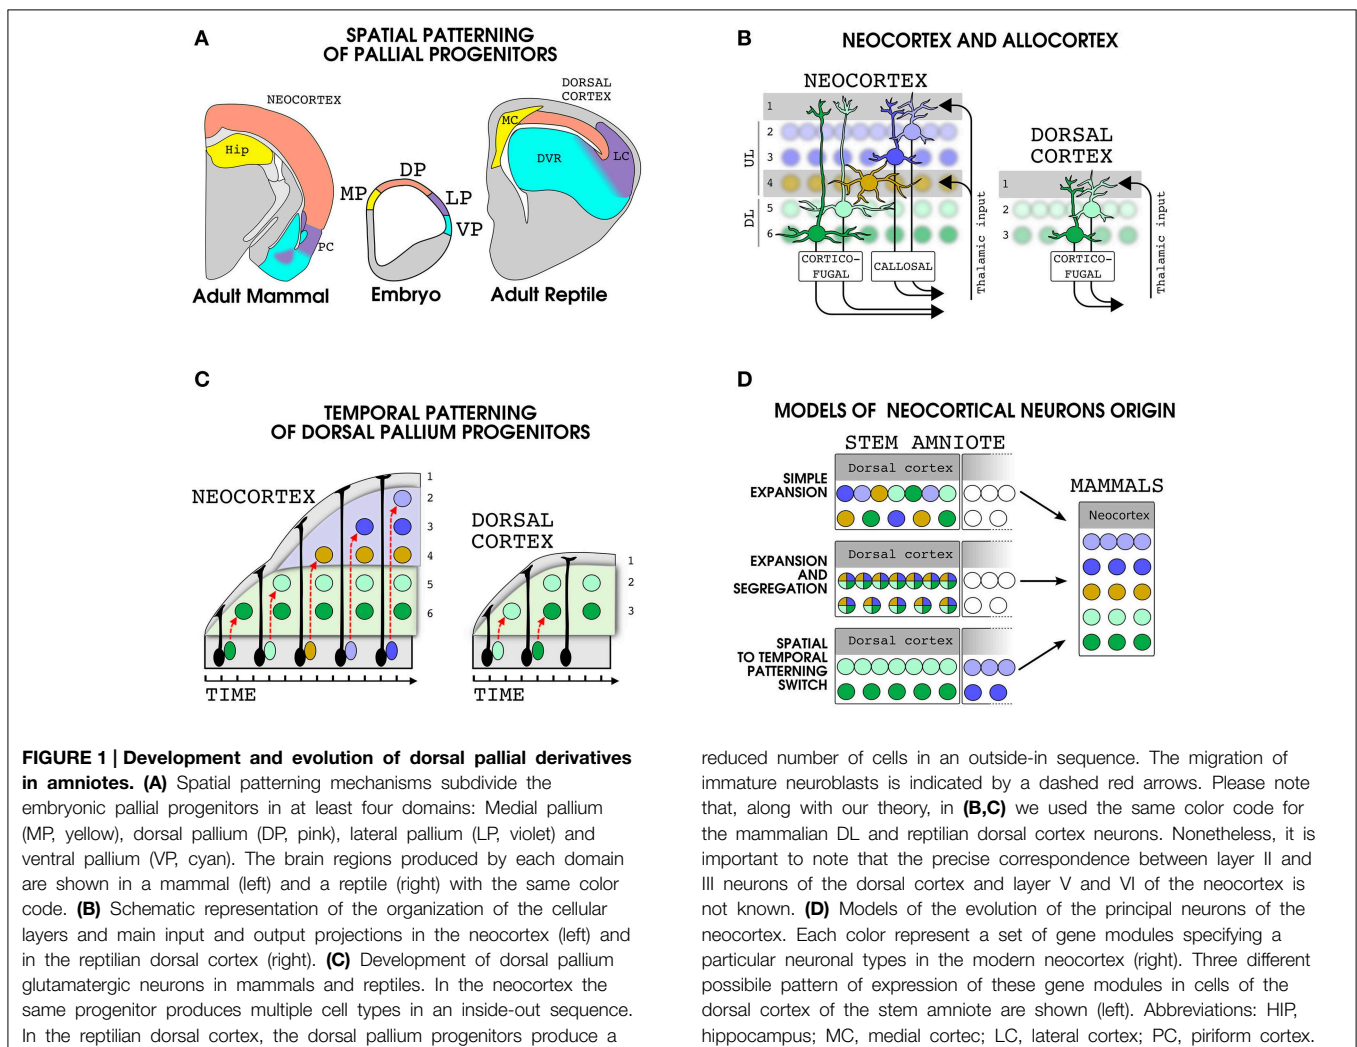 A
SPATIAL PATTERNING
OF PALLIAL PROGENITORS
NEOCORTEX
Hip
PC
Adult Mammal
MP
DP
LP
VP
Embryo
DORSAL
CORTEX
MC
DVR
LC
Adult Reptile
B
NEOCORTEX AND ALLOCORTEX
NEOCORTEX
1
2
3
4
5
6
UL
DL
CORTICO-
FUGAL
CALLOSAL
Thalamic input
DORSAL
CORTEX
1
2
3
CORTICO-
FUGAL
Thalamic input
C
TEMPORAL PATTERNING
OF DORSAL PALLIUM PROGENITORS
NEOCORTEX
1
2
3
4
5
6
TIME
DORSAL
CORTEX
1
2
3
TIME
D
MODELS OF NEOCORTICAL NEURONS ORIGIN
STEM AMNIOTE
SIMPLE
EXPANSION
Dorsal cortex
EXPANSION
AND
SEGREGATION
Dorsal cortex
SPATIAL
TO TEMPORAL
PATTERNING
SWITCH
Dorsal cortex
MAMMALS
Neocortex
FIGURE 1 | Development and evolution of dorsal pallial derivatives
in amniotes. (A) Spatial patterning mechanisms subdivide the
embryonic pallial progenitors in at least four domains: Medial pallium
(MP, yellow), dorsal pallium (DP, pink), lateral pallium (LP, violet) and
ventral pallium (VP, cyan). The brain regions produced by each domain
are shown in a mammal (left) and a reptile (right) with the same color
code. (B) Schematic representation of the organization of the cellular
layers and main input and output projections in the neocortex (left) and
in the reptilian dorsal cortex (right). (C) Development of dorsal pallium
glutamatergic neurons in mammals and reptiles. In the neocortex the
same progenitor produces multiple cell types in an inside-out sequence.
In the reptilian dorsal cortex, the dorsal pallium progenitors produce a
reduced number of cells in an outside-in sequence. The migration of
immature neuroblasts is indicated by a dashed red arrows. Please note
that, along with our theory, in (B,C) we used the same color code for
the mammalian DL and reptilian dorsal cortex neurons. Nonetheless, it is
important to note that the precise correspondence between layer II and
III neurons of the dorsal cortex and layer V and VI of the neocortex is
not known. (D) Models of the evolution of the principal neurons of the
neocortex. Each color represent a set of gene modules specifying a
particular neuronal types in the modern neocortex (right). Three different
possibile pattern of expression of these gene modules in cells of the
dorsal cortex of the stem amniote are shown (left). Abbreviations: HIP,
hippocampus; MC, medial cortec; LC, lateral cortex; PC, piriform cortex.